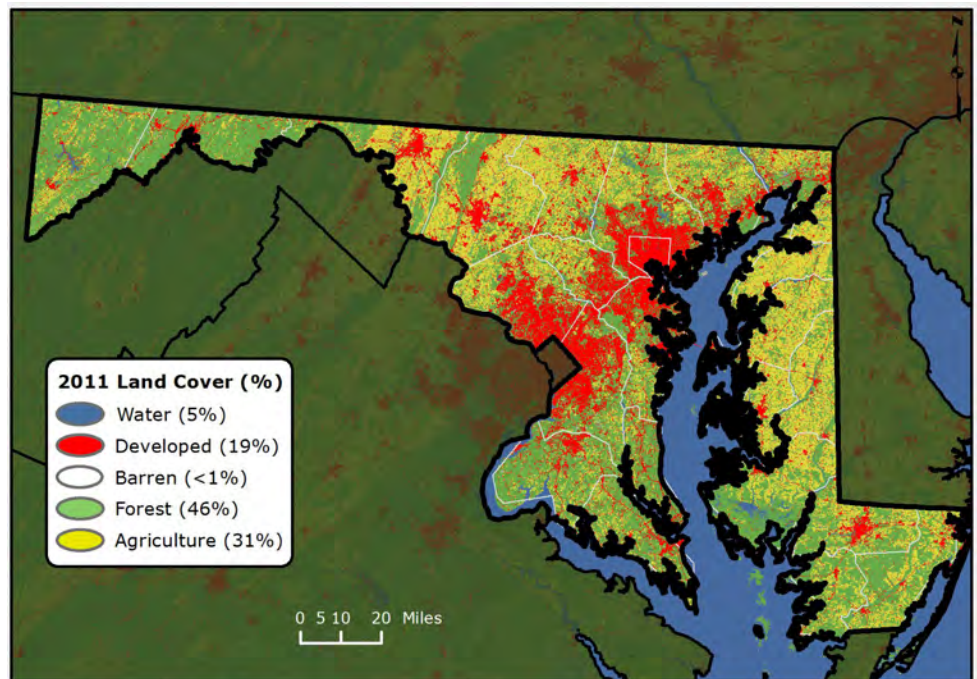 N
2011 Land Cover (%)
Water (5%)
Developed (19%)
Barren (<1%)
Forest (46%)
Agriculture (31%)
0 5 10 20 Miles